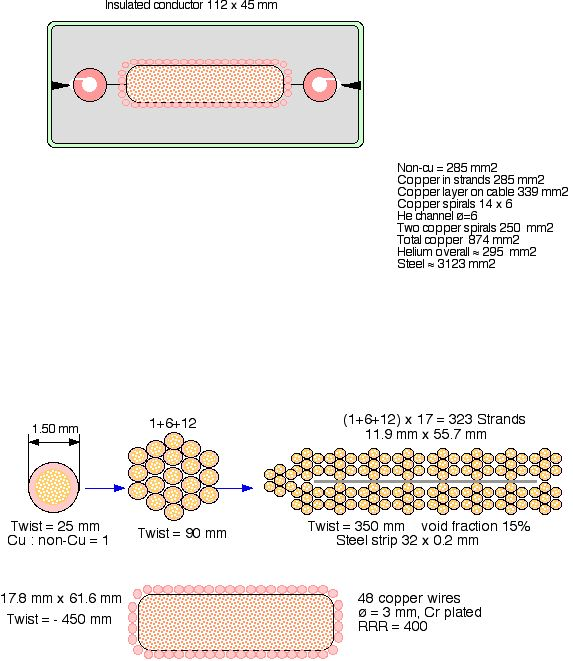 Insulated conductor 112 x 45 mm
Non-cu = 285 mm2
Copper in strands 285 mm2
Copper layer on cable 339 mm2
Copper spirals 14 x 6
He channel ø=6
Two copper spirals 250 mm2
Total copper 874 mm2
Helium overall ≈ 295 mm2
Steel ≈ 3123 mm2
1.50 mm
1+6+12
(1+6+12) x 17 = 323 Strands
11.9 mm x 55.7 mm
Twist = 25 mm
Cu : non-Cu = 1
Twist = 90 mm
Twist = 350 mm void fraction 15%
Steel strip 32 x 0.2 mm
17.8 mm x 61.6 mm
Twist = - 450 mm
48 copper wires
ø = 3 mm, Cr plated
RRR = 400